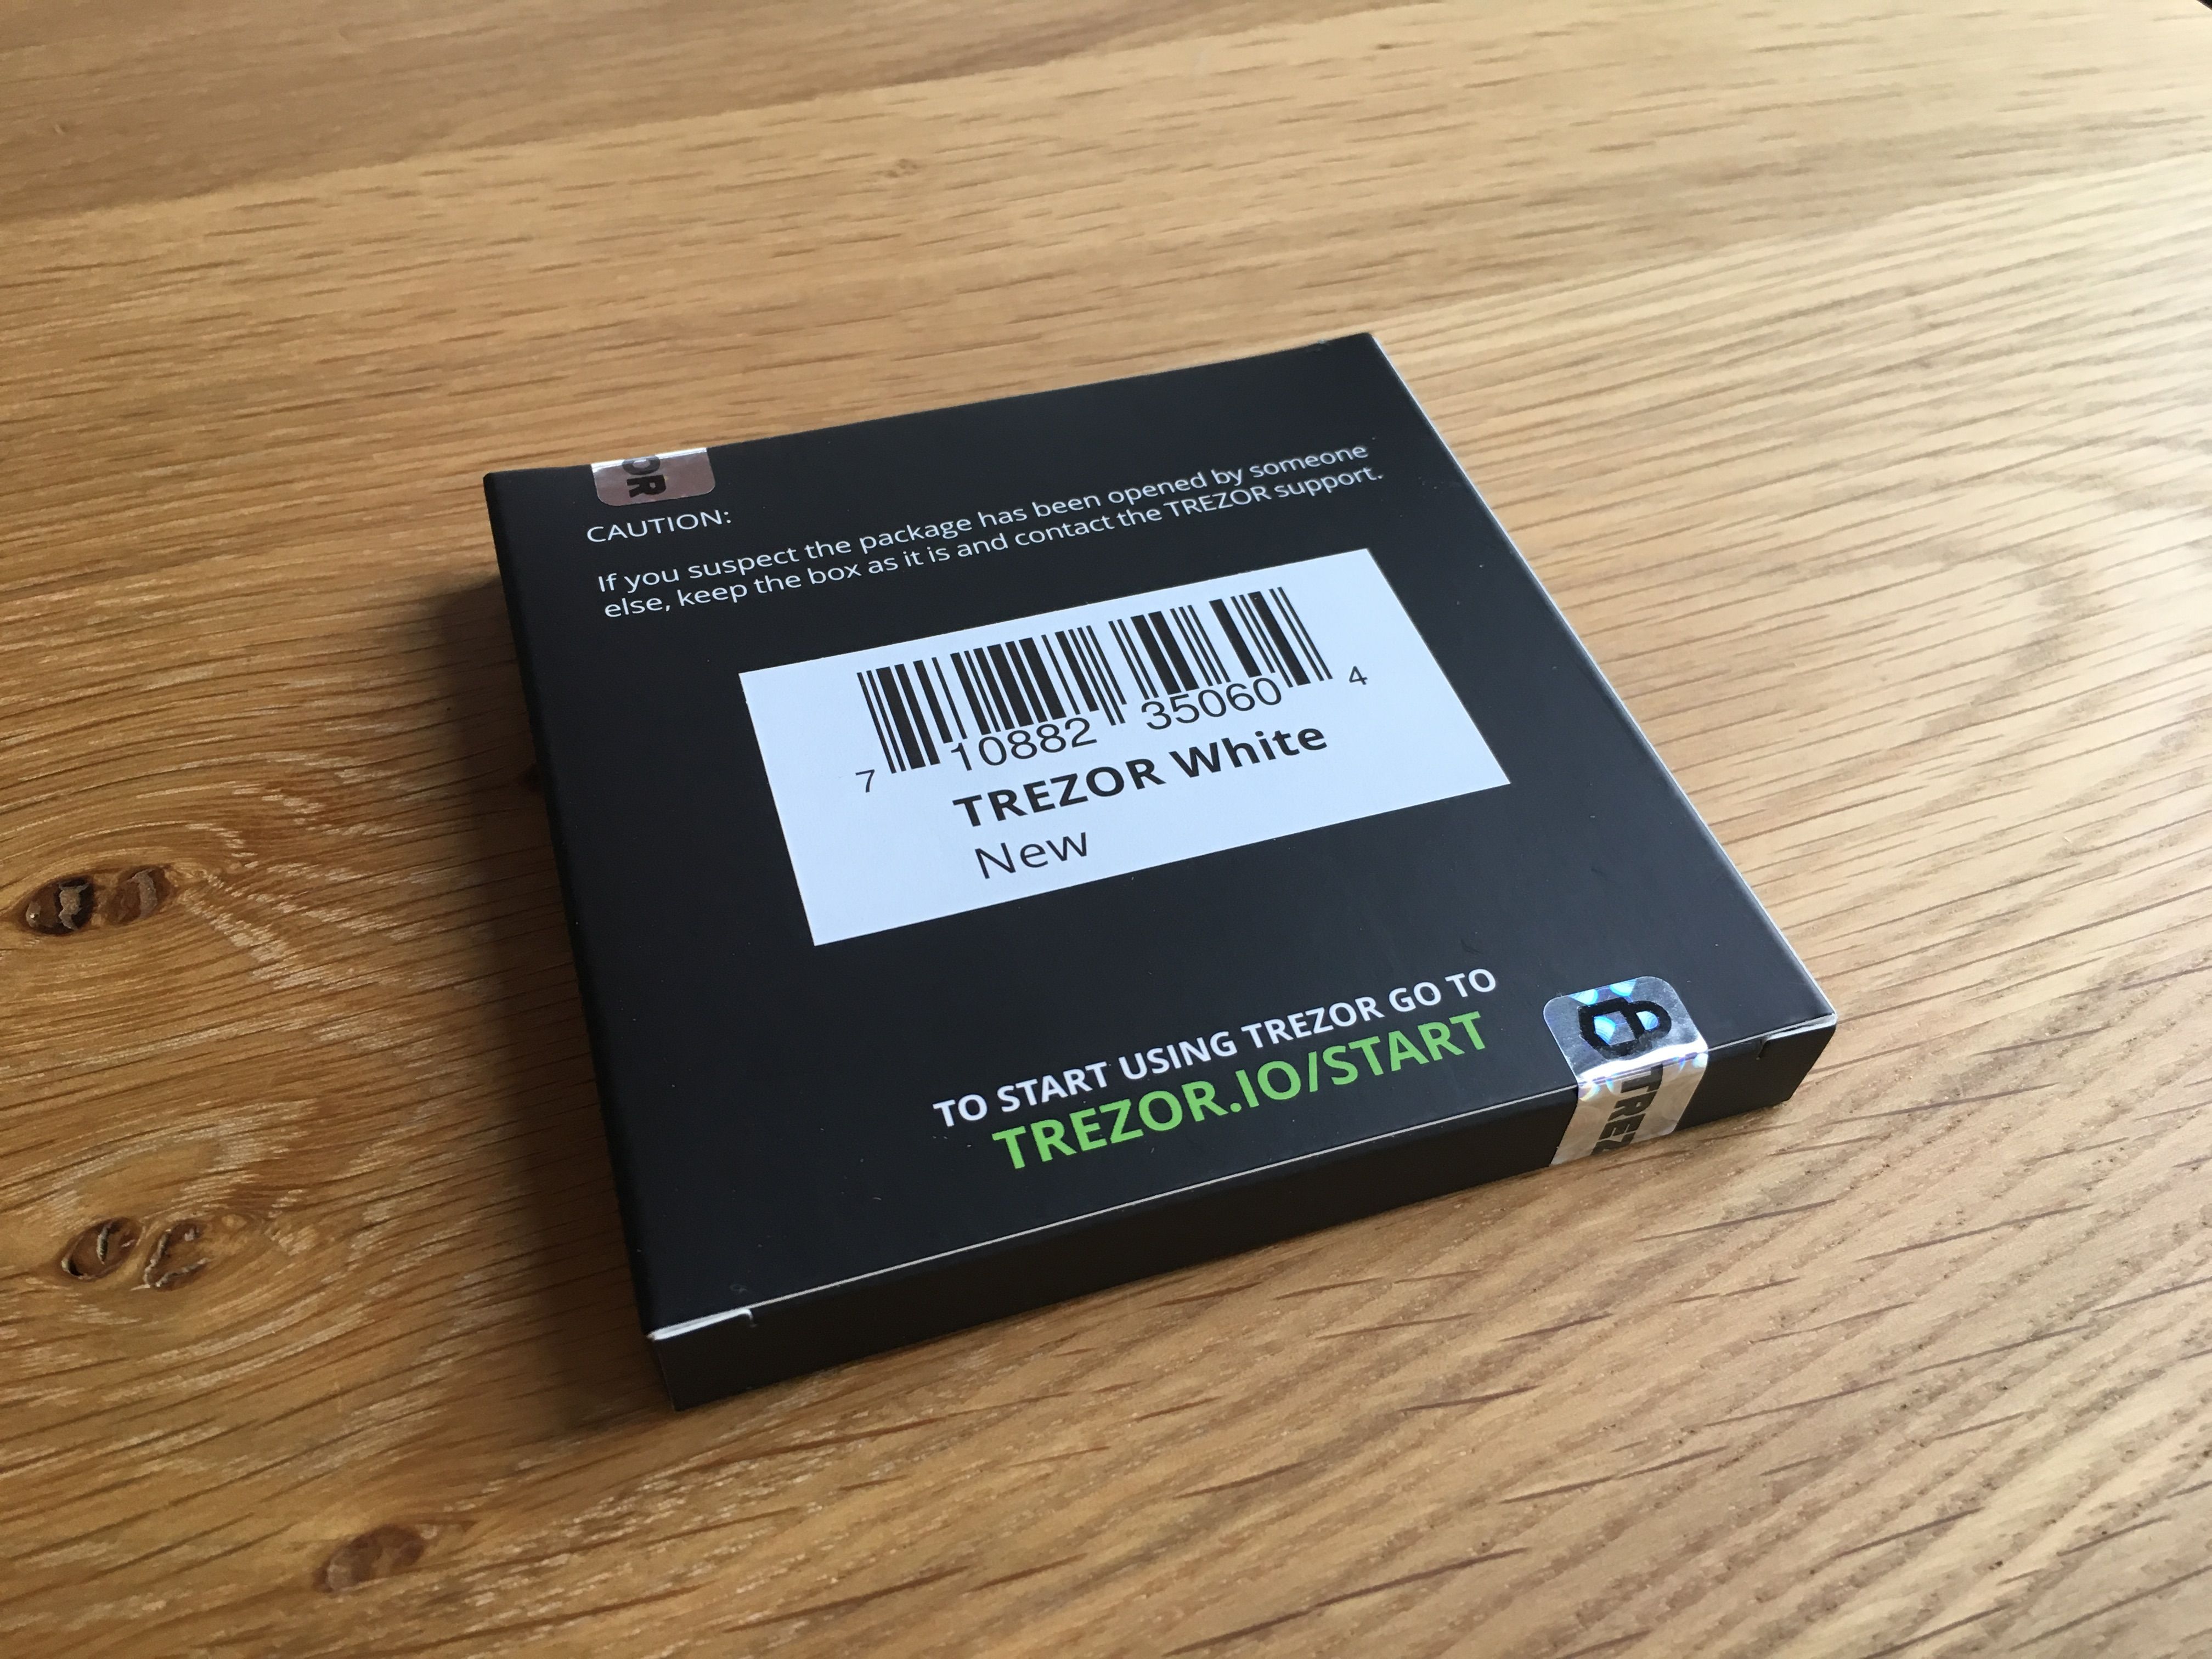 OR
CAUTION:
If you suspect the package has been opened by someone
else, keep the box as it is and contact the TREZOR support.
7 10882 35060 4
TREZOR White
New
TO START USING TREZOR GO TO
TREZOR.IO/START
TREZ